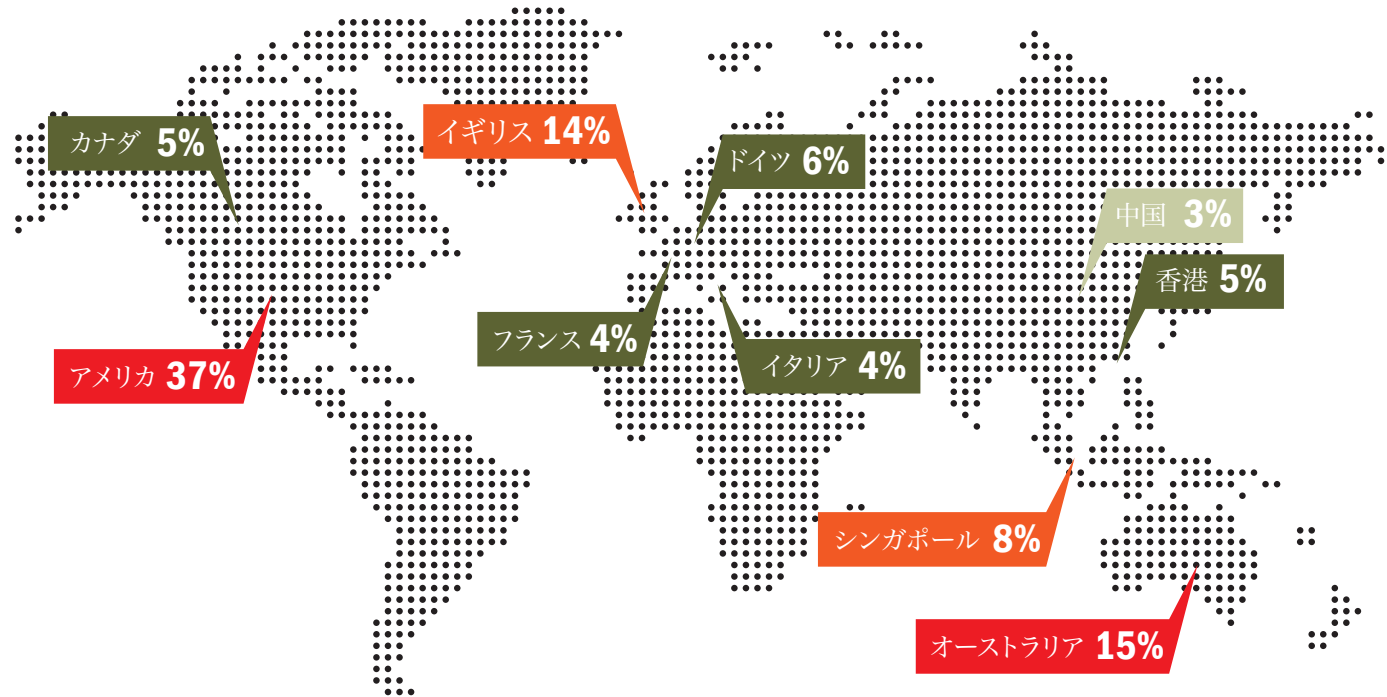 カナダ 5%
イギリス 14%
ドイツ 6%
中国 3%
香港 5%
フランス 4%
イタリア 4%
アメリカ 37%
シンガポール 8%
オーストラリア 15%